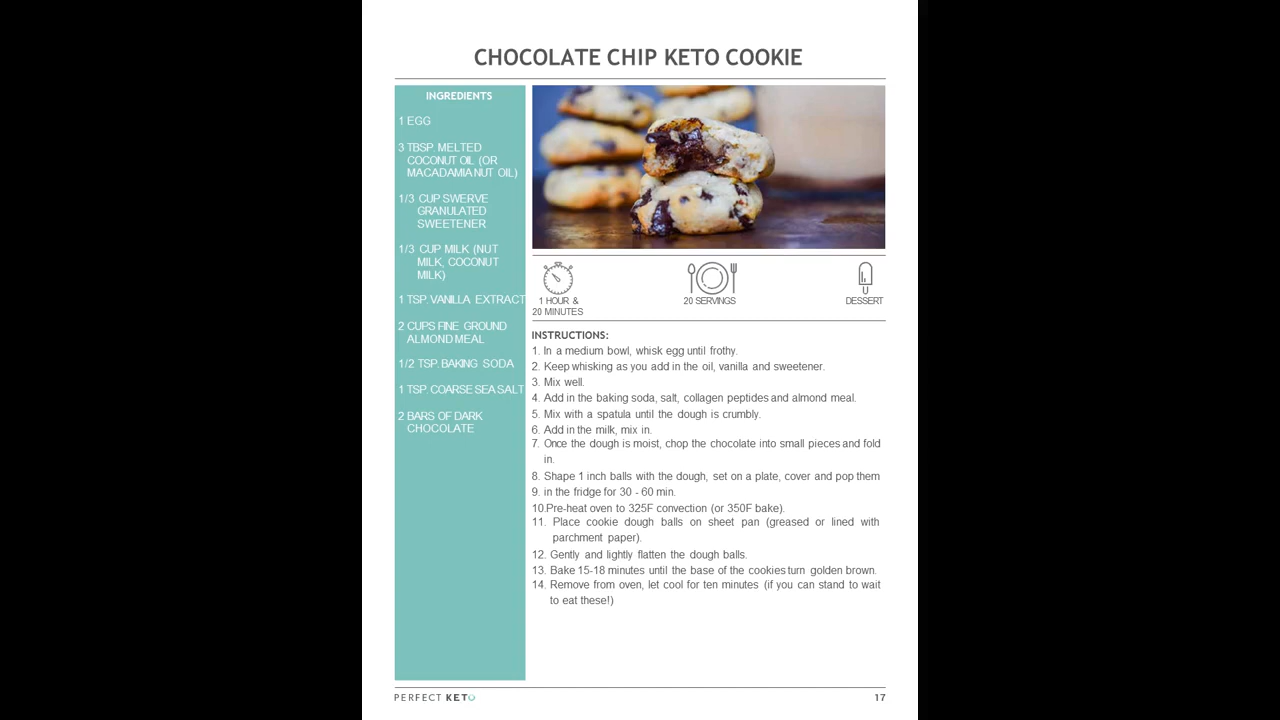 CHOCOLATE CHIP KETO COOKIE
INGREDIENTS
1 EGG
3 TBSP. MELTED
COCONUT OIL (OR
MACADAMIA NUT OIL)
1/3 CUP SWERVE
GRANULATED
SWEETENER
1/3 CUP MILK (NUT
MILK, COCONUT
MILK)
1 TSP. VANILLA EXTRACT
2 CUPS FINE GROUND
ALMOND MEAL
1/2 TSP. BAKING SODA
1 TSP. COARSE SEA SALT
2 BARS OF DARK
CHOCOLATE
1 HOUR &
20 MINUTES
20 SERVINGS
DESSERT
INSTRUCTIONS:
1. In a medium bowl, whisk egg until frothy.
2. Keep whisking as you add in the oil, vanilla and sweetener.
3. Mix well.
4. Add in the baking soda, salt, collagen peptides and almond meal.
5. Mix with a spatula until the dough is crumbly.
6. Add in the milk, mix in.
7. Once the dough is moist, chop the chocolate into small pieces and fold
in.
8. Shape 1 inch balls with the dough, set on a plate, cover and pop them
9. in the fridge for 30 - 60 min.
10.Pre-heat oven to 325F convection (or 350F bake).
11. Place cookie dough balls on sheet pan (greased or lined with
parchment paper).
12. Gently and lightly flatten the dough balls.
13. Bake 15-18 minutes until the base of the cookies turn golden brown.
14. Remove from oven, let cool for ten minutes (if you can stand to wait
to eat these!)
PERFECT KETO
17